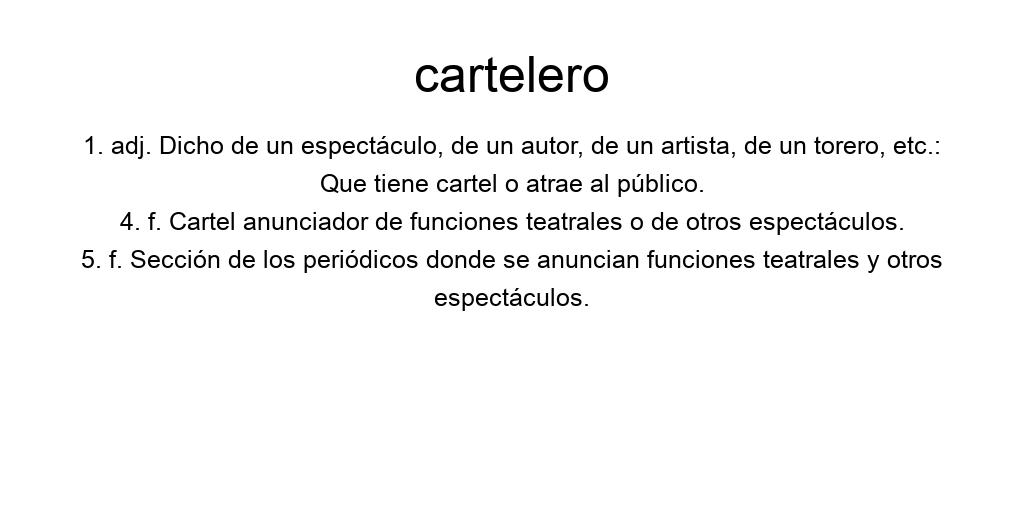 cartelero
1. adj. Dicho de un espectáculo, de un autor, de un artista, de un torero, etc.:
Que tiene cartel o atrae al público.
4. f. Cartel anunciador de funciones teatrales o de otros espectáculos.
5. f. Sección de los periódicos donde se anuncian funciones teatrales y otros
espectáculos.